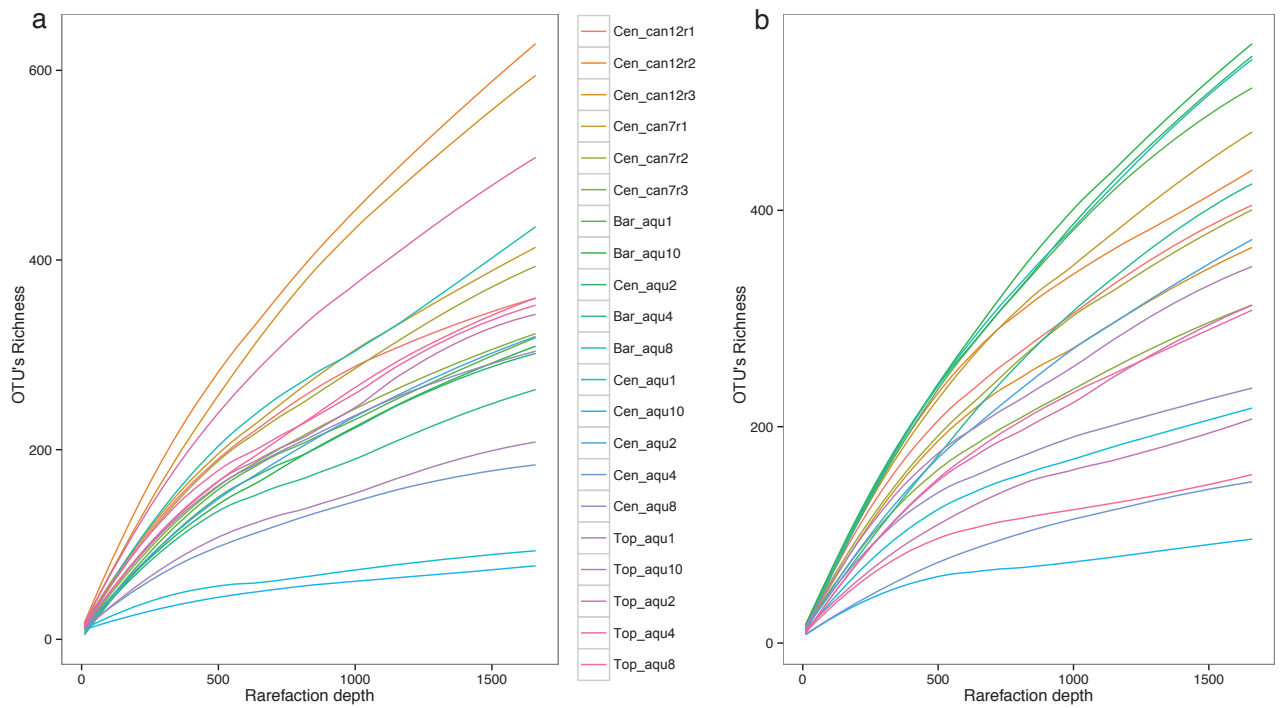 a
600
400
200
0
OTU's Richness
0 500 1000 1500
Rarefaction depth
Cen_can12r1
Cen_can12r2
Cen_can12r3
Cen_can7r1
Cen_can7r2
Cen_can7r3
Bar_aqu1
Bar_aqu10
Cen_aqu2
Bar_aqu4
Bar_aqu8
Cen_aqu1
Cen_aqu10
Cen_aqu2
Cen_aqu4
Cen_aqu8
Top_aqu1
Top_aqu10
Top_aqu2
Top_aqu4
Top_aqu8
b
400
200
0
OTU's Richness
0 500 1000 1500
Rarefaction depth